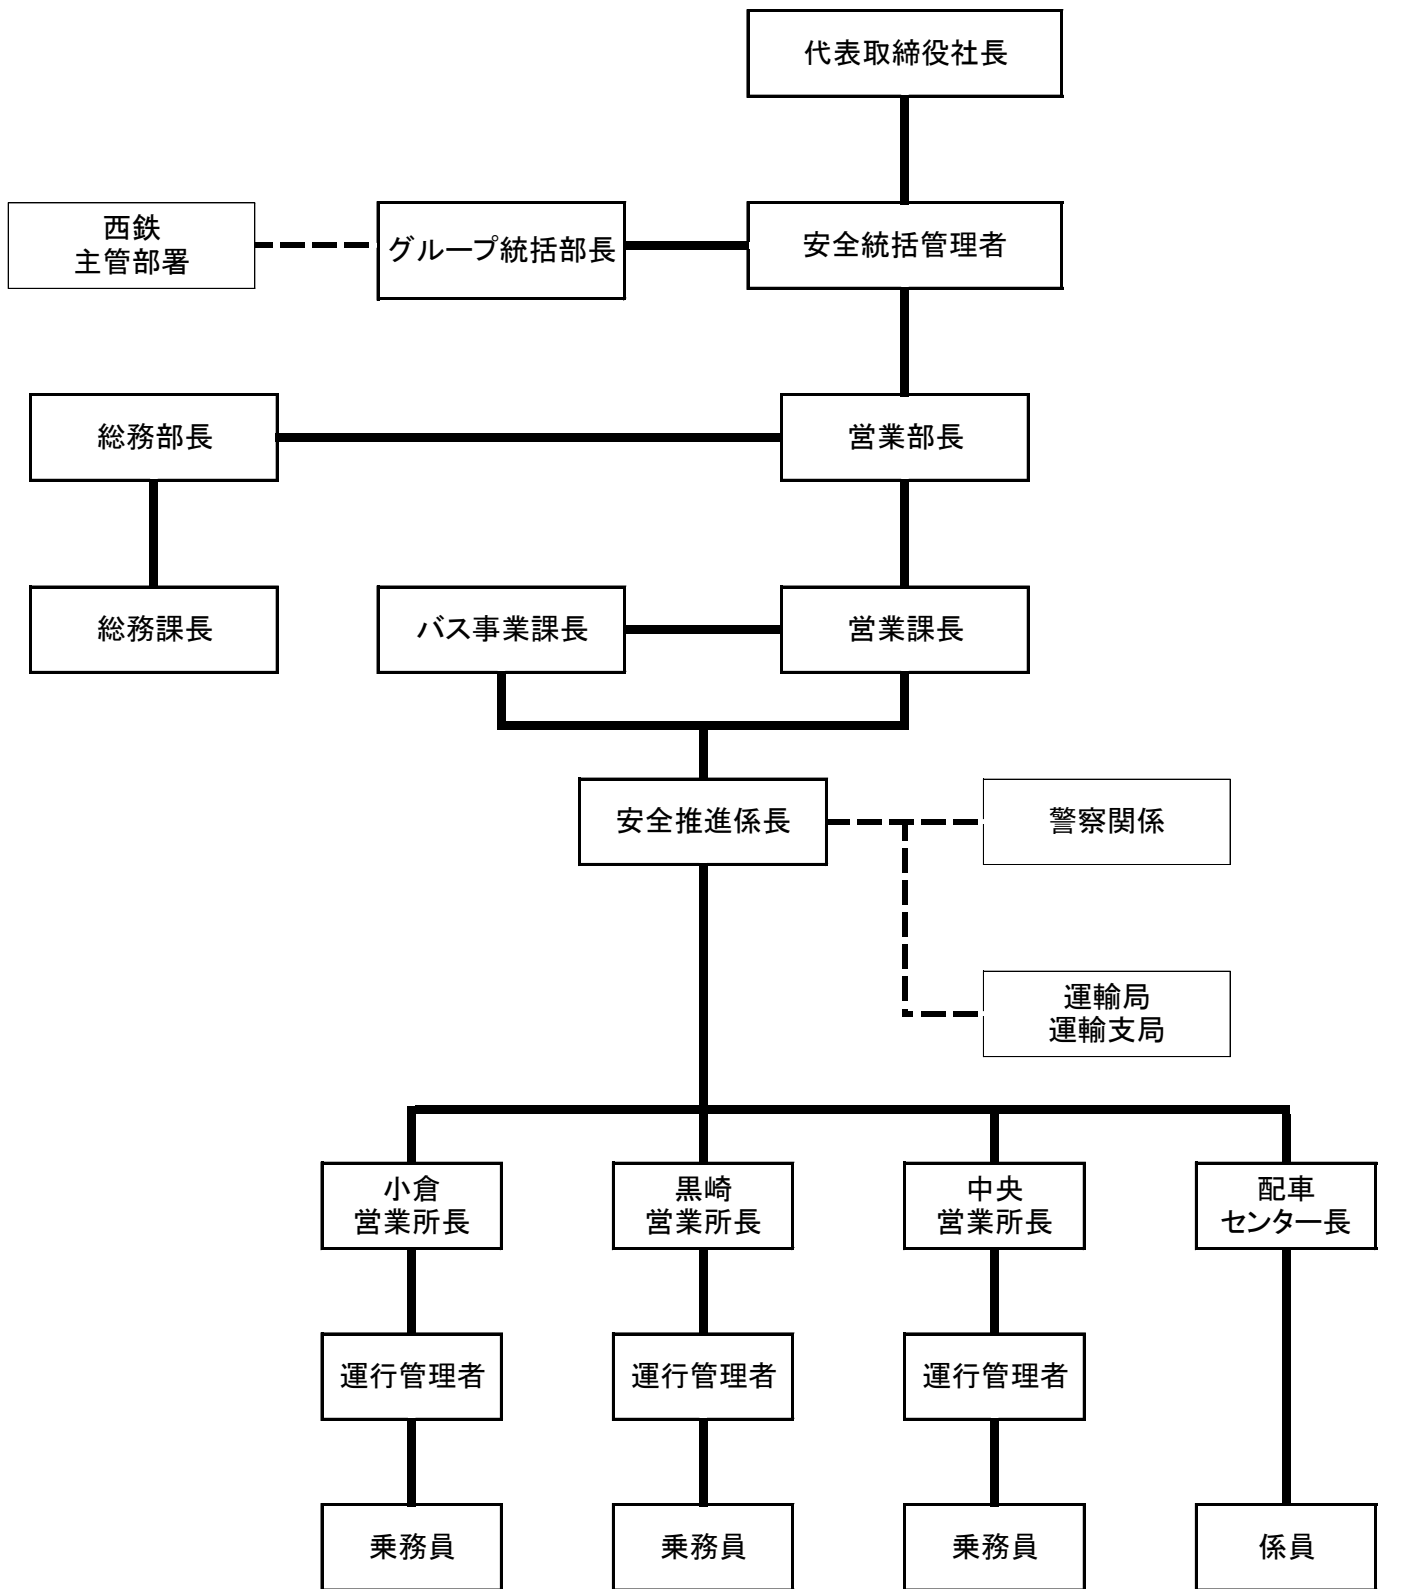 代表取締役社長
西鉄
主管部署
グループ統括部長
安全統括管理者
総務部長
営業部長
総務課長
バス事業課長
営業課長
安全推進係長
警察関係
運輸局
運輸支局
小倉
営業所長
黒崎
営業所長
中央
営業所長
配車
センター長
運行管理者
運行管理者
運行管理者
乗務員
乗務員
乗務員
係員